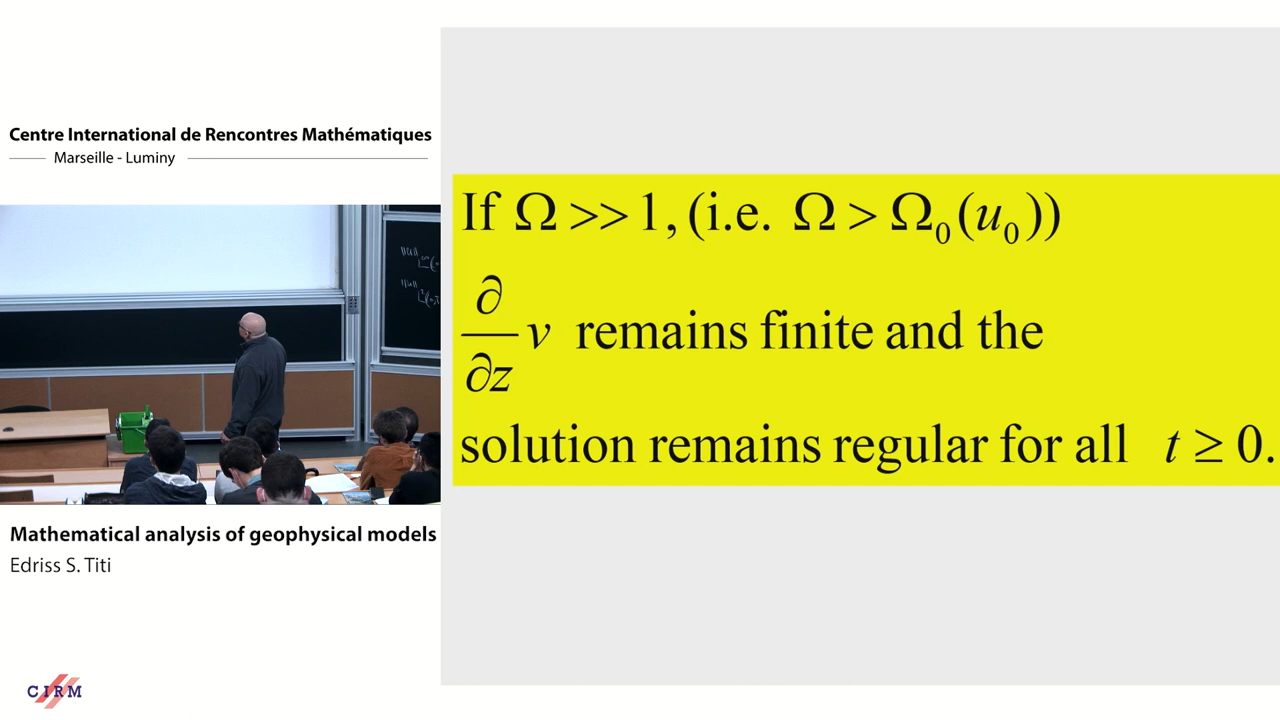 Centre International de Rencontres Mathématiques
Marseille - Luminy
If Ω >> 1, (i.e. Ω > Ω₀(u₀))
∂/∂z v remains finite and the
solution remains regular for all t ≥ 0.
Mathematical analysis of geophysical models
Edriss S. Titi
CIRM